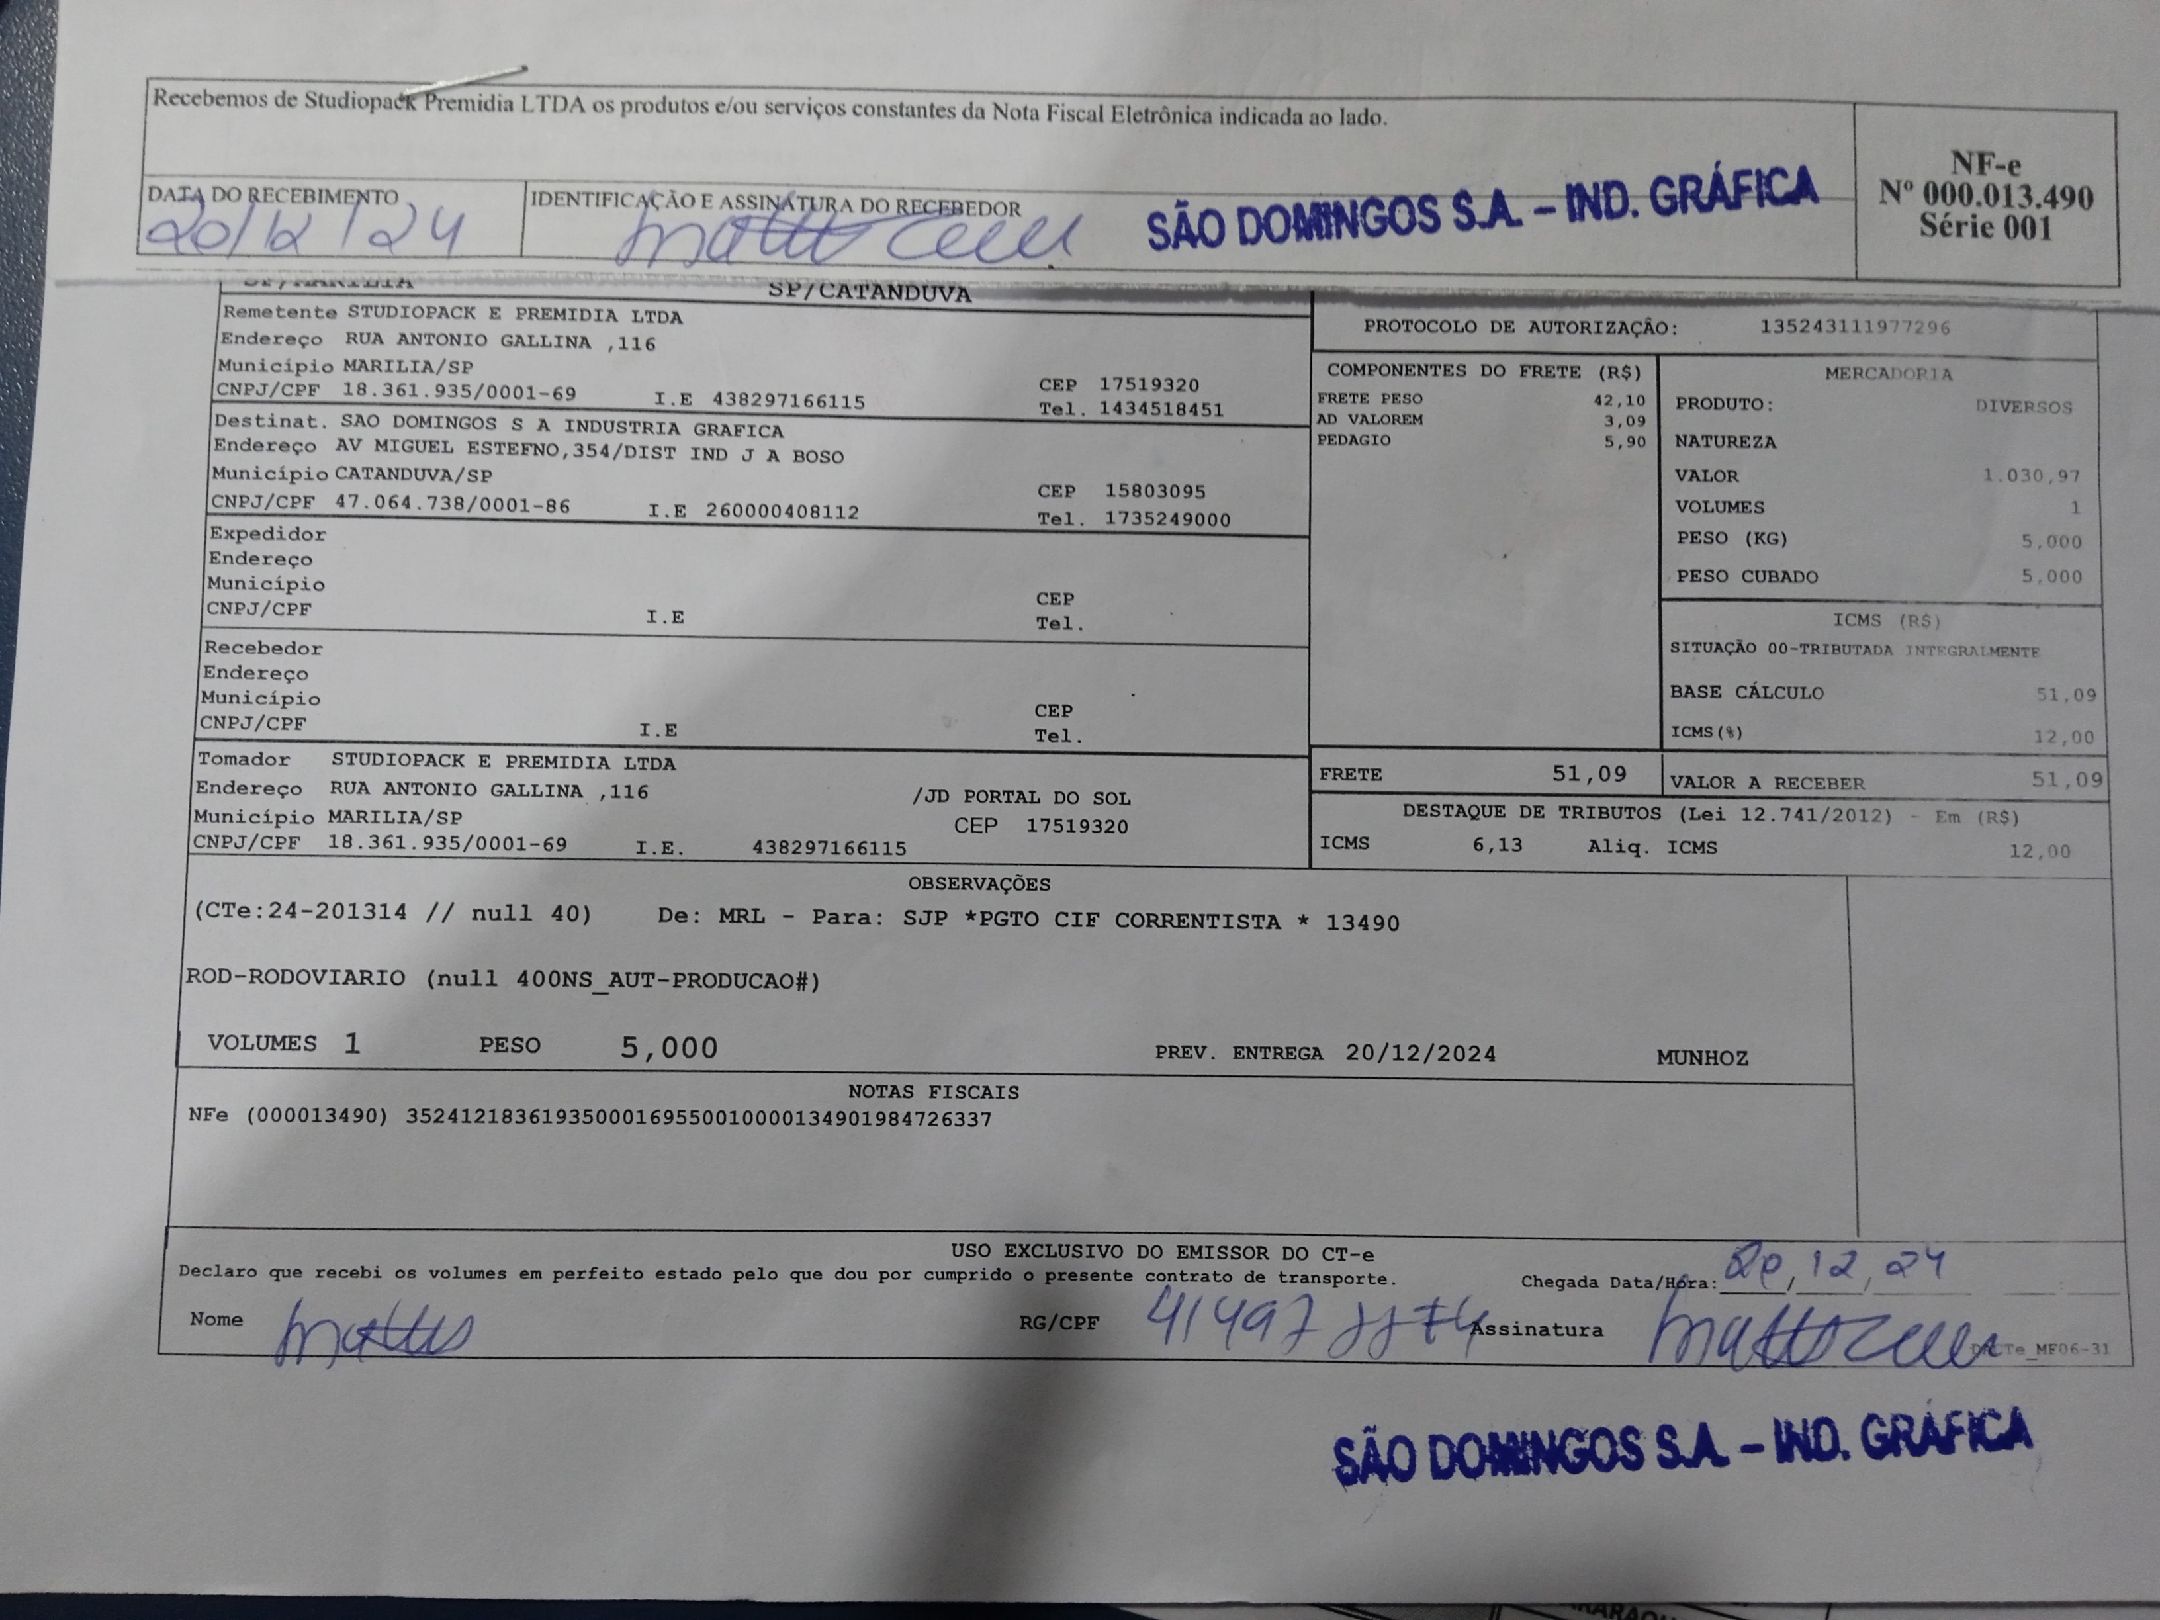 Recebemos de Studiopack Premidia LTDA os produtos e/ou serviços constantes da Nota Fiscal Eletrônica indicada ao lado.
NF-e
Nº 000.013.490
Série 001
DATA DO RECEBIMENTO
20/12/24
IDENTIFICAÇÃO E ASSINATURA DO RECEBEDOR
SÃO DOMINGOS S.A. – IND. GRÁFICA
SP/MARILIA SP/CATANDUVA
Remetente STUDIOPACK E PREMIDIA LTDA
Endereço RUA ANTONIO GALLINA ,116
Município MARILIA/SP CEP 17519320
CNPJ/CPF 18.361.935/0001-69 I.E 438297166115 Tel. 1434518451
Destinat. SAO DOMINGOS S A INDUSTRIA GRAFICA
Endereço AV MIGUEL ESTEFNO,354/DIST IND J A BOSO
Município CATANDUVA/SP CEP 15803095
CNPJ/CPF 47.064.738/0001-86 I.E 260000408112 Tel. 1735249000
Expedidor
Endereço
Município CEP
CNPJ/CPF I.E Tel.
Recebedor
Endereço
Município CEP
CNPJ/CPF I.E Tel.
Tomador STUDIOPACK E PREMIDIA LTDA
Endereço RUA ANTONIO GALLINA ,116 /JD PORTAL DO SOL
Município MARILIA/SP CEP 17519320
CNPJ/CPF 18.361.935/0001-69 I.E. 438297166115
PROTOCOLO DE AUTORIZAÇÃO: 135243111977296
COMPONENTES DO FRETE (R$)
FRETE PESO 42,10
AD VALOREM 3,09
PEDAGIO 5,90
MERCADORIA
PRODUTO: DIVERSOS
NATUREZA
VALOR 1.030,97
VOLUMES 1
PESO (KG) 5,000
PESO CUBADO 5,000
ICMS (R$)
SITUAÇÃO 00-TRIBUTADA INTEGRALMENTE
BASE CÁLCULO 51,09
ICMS(%) 12,00
FRETE 51,09 VALOR A RECEBER 51,09
DESTAQUE DE TRIBUTOS (Lei 12.741/2012) - Em (R$)
ICMS 6,13 Aliq. ICMS 12,00
OBSERVAÇÕES
(CTe:24-201314 // null 40) De: MRL - Para: SJP *PGTO CIF CORRENTISTA * 13490
ROD-RODOVIARIO (null 400NS_AUT-PRODUCAO#)
VOLUMES 1 PESO 5,000 PREV. ENTREGA 20/12/2024 MUNHOZ
NOTAS FISCAIS
NFe (000013490) 35241218361935000169550010000134901984726337
USO EXCLUSIVO DO EMISSOR DO CT-e
Declaro que recebi os volumes em perfeito estado pelo que dou por cumprido o presente contrato de transporte. Chegada Data/Hora: 20, 12, 24
Nome RG/CPF Assinatura
DACTe_MF06-31
SÃO DOMINGOS S.A. – IND. GRÁFICA